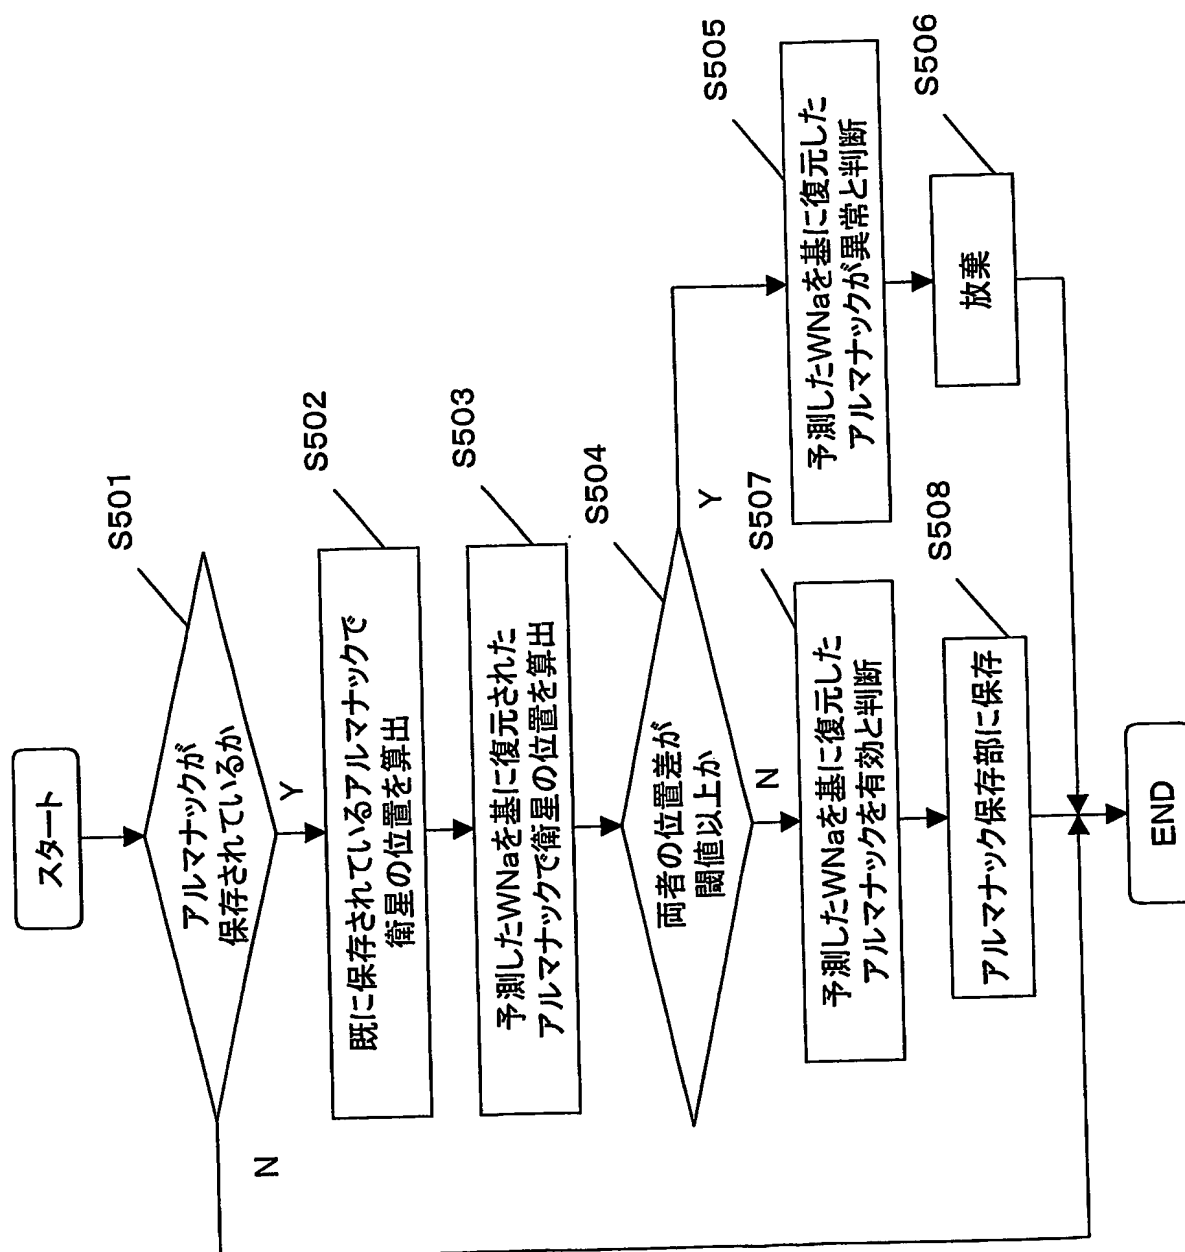 スタート
S501
アルマナックが
保存されているか
Y
N
S502
既に保存されているアルマナックで
衛星の位置を算出
S503
予測したWNaを基に復元された
アルマナックで衛星の位置を算出
S504
両者の位置差が
閾値以上か
Y
N
S505
予測したWNaを基に復元した
アルマナックが異常と判断
S506
放棄
S507
予測したWNaを基に復元した
アルマナックを有効と判断
S508
アルマナック保存部に保存
END